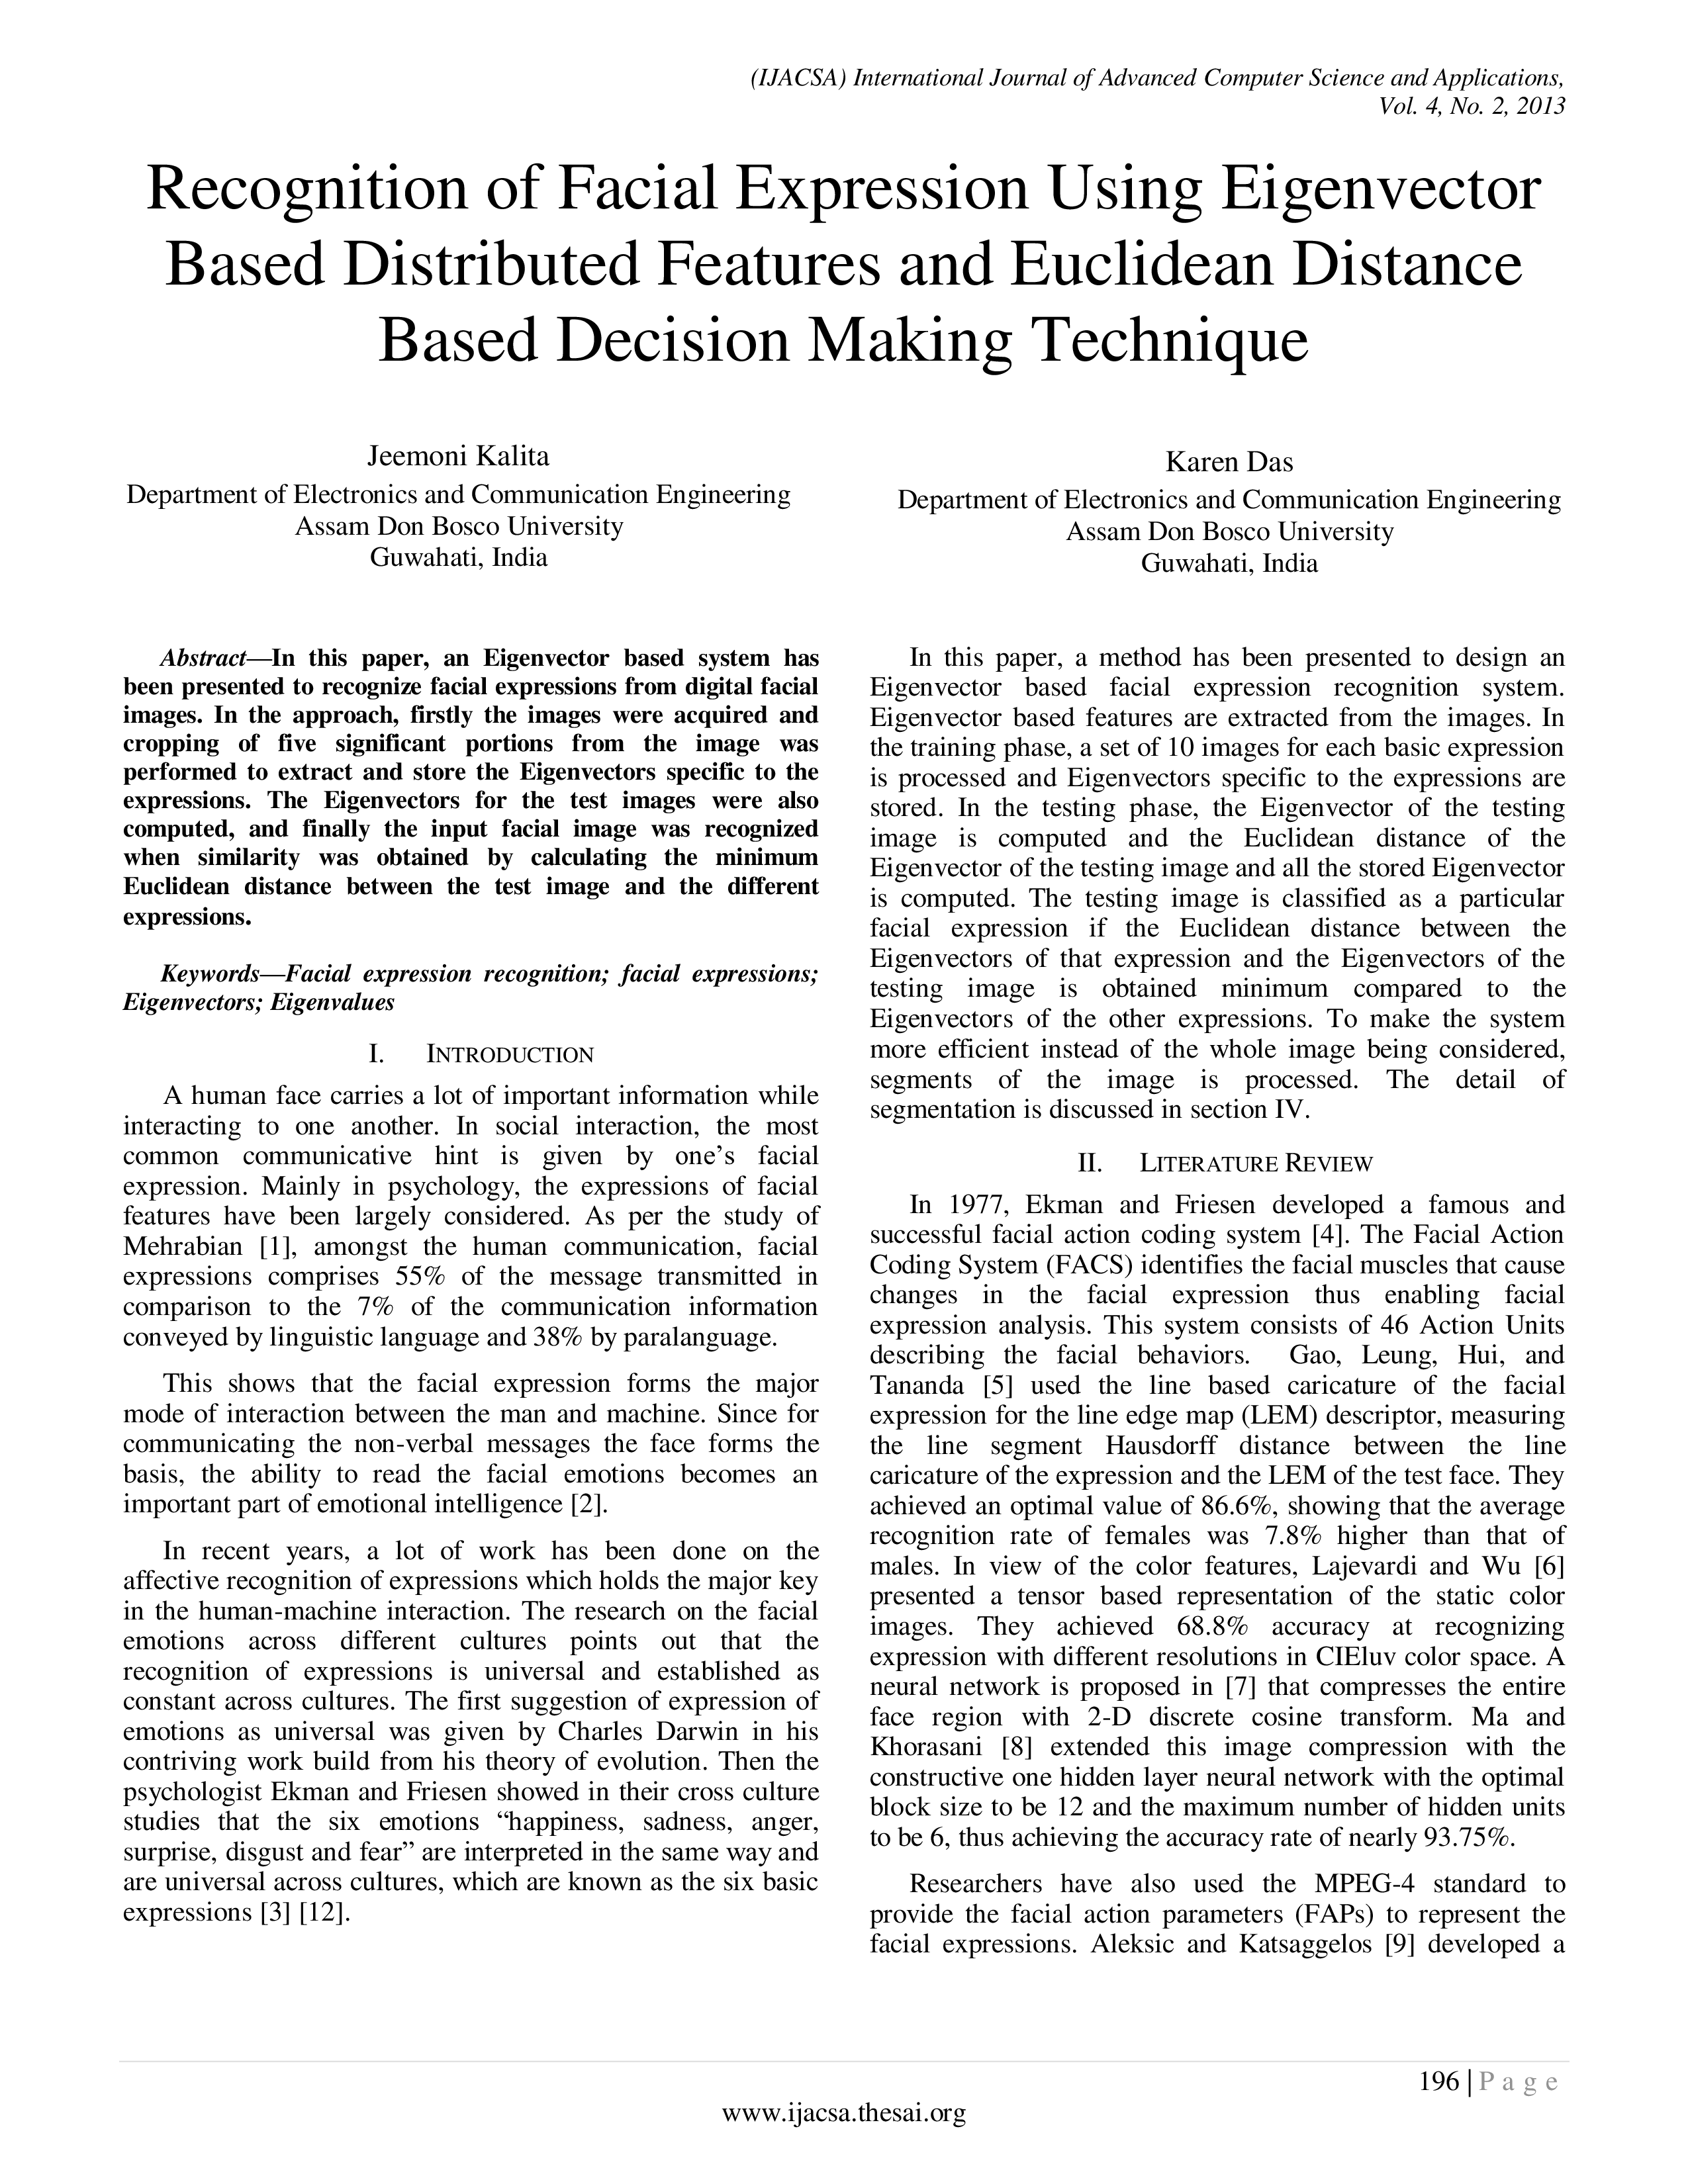 (IJACSA) International Journal of Advanced Computer Science and Applications,
Vol. 4, No. 2, 2013
Recognition of Facial Expression Using Eigenvector
Based Distributed Features and Euclidean Distance
Based Decision Making Technique
Jeemoni Kalita
Department of Electronics and Communication Engineering
Assam Don Bosco University
Guwahati, India
Karen Das
Department of Electronics and Communication Engineering
Assam Don Bosco University
Guwahati, India
Abstract—In this paper, an Eigenvector based system has
been presented to recognize facial expressions from digital facial
images. In the approach, firstly the images were acquired and
cropping of five significant portions from the image was
performed to extract and store the Eigenvectors specific to the
expressions. The Eigenvectors for the test images were also
computed, and finally the input facial image was recognized
when similarity was obtained by calculating the minimum
Euclidean distance between the test image and the different
expressions.
Keywords—Facial expression recognition; facial expressions;
Eigenvectors; Eigenvalues
I. INTRODUCTION
A human face carries a lot of important information while
interacting to one another. In social interaction, the most
common communicative hint is given by one’s facial
expression. Mainly in psychology, the expressions of facial
features have been largely considered. As per the study of
Mehrabian [1], amongst the human communication, facial
expressions comprises 55% of the message transmitted in
comparison to the 7% of the communication information
conveyed by linguistic language and 38% by paralanguage.
This shows that the facial expression forms the major
mode of interaction between the man and machine. Since for
communicating the non-verbal messages the face forms the
basis, the ability to read the facial emotions becomes an
important part of emotional intelligence [2].
In recent years, a lot of work has been done on the
affective recognition of expressions which holds the major key
in the human-machine interaction. The research on the facial
emotions across different cultures points out that the
recognition of expressions is universal and established as
constant across cultures. The first suggestion of expression of
emotions as universal was given by Charles Darwin in his
contriving work build from his theory of evolution. Then the
psychologist Ekman and Friesen showed in their cross culture
studies that the six emotions “happiness, sadness, anger,
surprise, disgust and fear” are interpreted in the same way and
are universal across cultures, which are known as the six basic
expressions [3] [12].
In this paper, a method has been presented to design an
Eigenvector based facial expression recognition system.
Eigenvector based features are extracted from the images. In
the training phase, a set of 10 images for each basic expression
is processed and Eigenvectors specific to the expressions are
stored. In the testing phase, the Eigenvector of the testing
image is computed and the Euclidean distance of the
Eigenvector of the testing image and all the stored Eigenvector
is computed. The testing image is classified as a particular
facial expression if the Euclidean distance between the
Eigenvectors of that expression and the Eigenvectors of the
testing image is obtained minimum compared to the
Eigenvectors of the other expressions. To make the system
more efficient instead of the whole image being considered,
segments of the image is processed. The detail of
segmentation is discussed in section IV.
II. LITERATURE REVIEW
In 1977, Ekman and Friesen developed a famous and
successful facial action coding system [4]. The Facial Action
Coding System (FACS) identifies the facial muscles that cause
changes in the facial expression thus enabling facial
expression analysis. This system consists of 46 Action Units
describing the facial behaviors. Gao, Leung, Hui, and
Tananda [5] used the line based caricature of the facial
expression for the line edge map (LEM) descriptor, measuring
the line segment Hausdorff distance between the line
caricature of the expression and the LEM of the test face. They
achieved an optimal value of 86.6%, showing that the average
recognition rate of females was 7.8% higher than that of
males. In view of the color features, Lajevardi and Wu [6]
presented a tensor based representation of the static color
images. They achieved 68.8% accuracy at recognizing
expression with different resolutions in CIEluv color space. A
neural network is proposed in [7] that compresses the entire
face region with 2-D discrete cosine transform. Ma and
Khorasani [8] extended this image compression with the
constructive one hidden layer neural network with the optimal
block size to be 12 and the maximum number of hidden units
to be 6, thus achieving the accuracy rate of nearly 93.75%.
Researchers have also used the MPEG-4 standard to
provide the facial action parameters (FAPs) to represent the
facial expressions. Aleksic and Katsaggelos [9] developed a
196 | Page
www.ijacsa.thesai.org